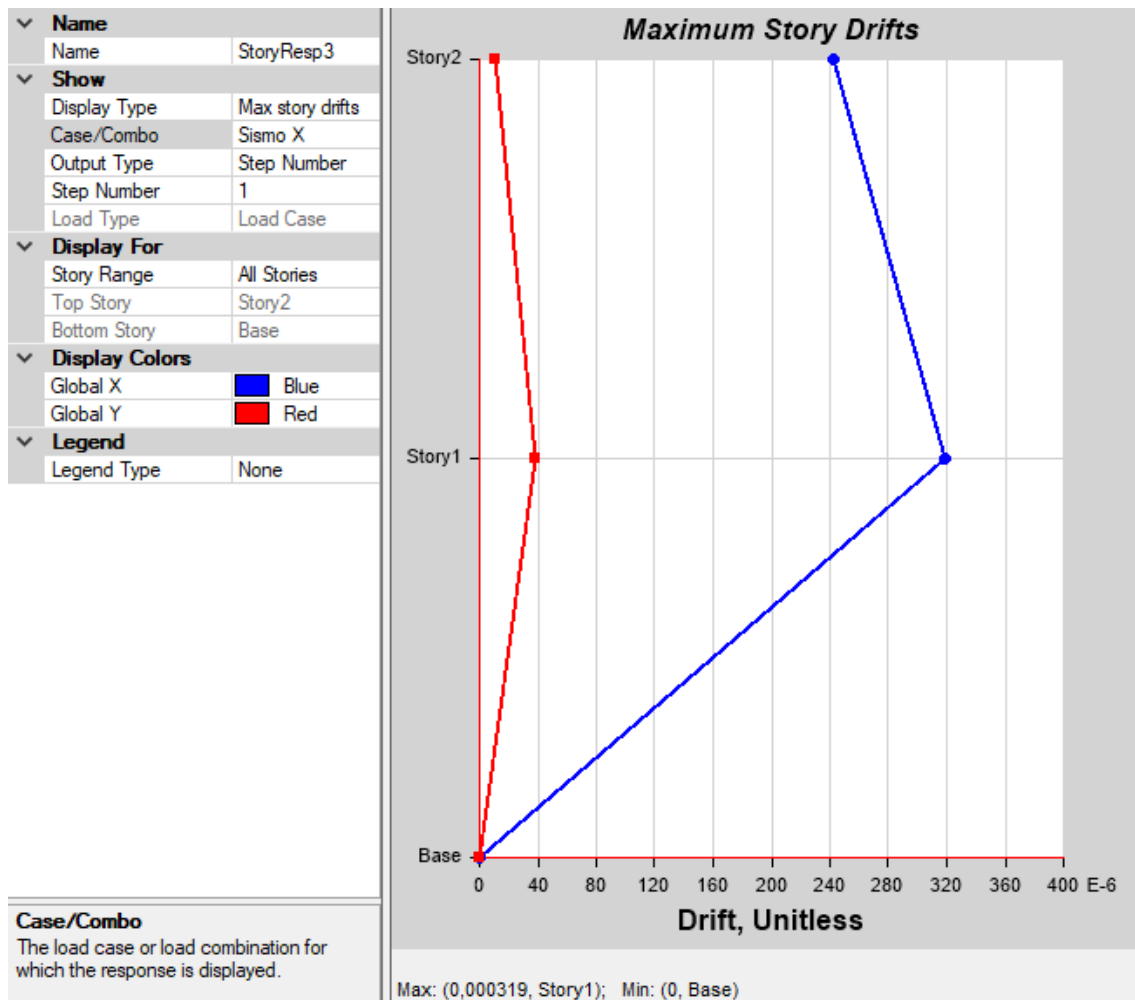 Name
Name StoryResp3
Show
Display Type Max story drifts
Case/Combo Sismo X
Output Type Step Number
Step Number 1
Load Type Load Case
Display For
Story Range All Stories
Top Story Story2
Bottom Story Base
Display Colors
Global X Blue
Global Y Red
Legend
Legend Type None
Case/Combo
The load case or load combination for
which the response is displayed.
Maximum Story Drifts
Story2
Story1
Base
0 40 80 120 160 200 240 280 320 360 400 E-6
Drift, Unitless
Max: (0,000319, Story1); Min: (0, Base)